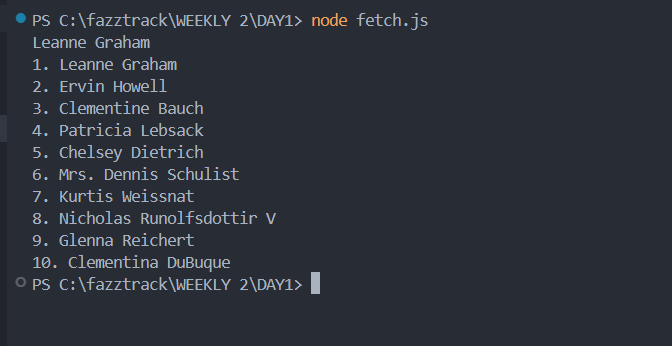 PS C:\fazztrack\WEEKLY 2\DAY1> node fetch.js
Leanne Graham
1. Leanne Graham
2. Ervin Howell
3. Clementine Bauch
4. Patricia Lebsack
5. Chelsey Dietrich
6. Mrs. Dennis Schulist
7. Kurtis Weissnat
8. Nicholas Runolfsdottir V
9. Glenna Reichert
10. Clementina DuBuque
PS C:\fazztrack\WEEKLY 2\DAY1>